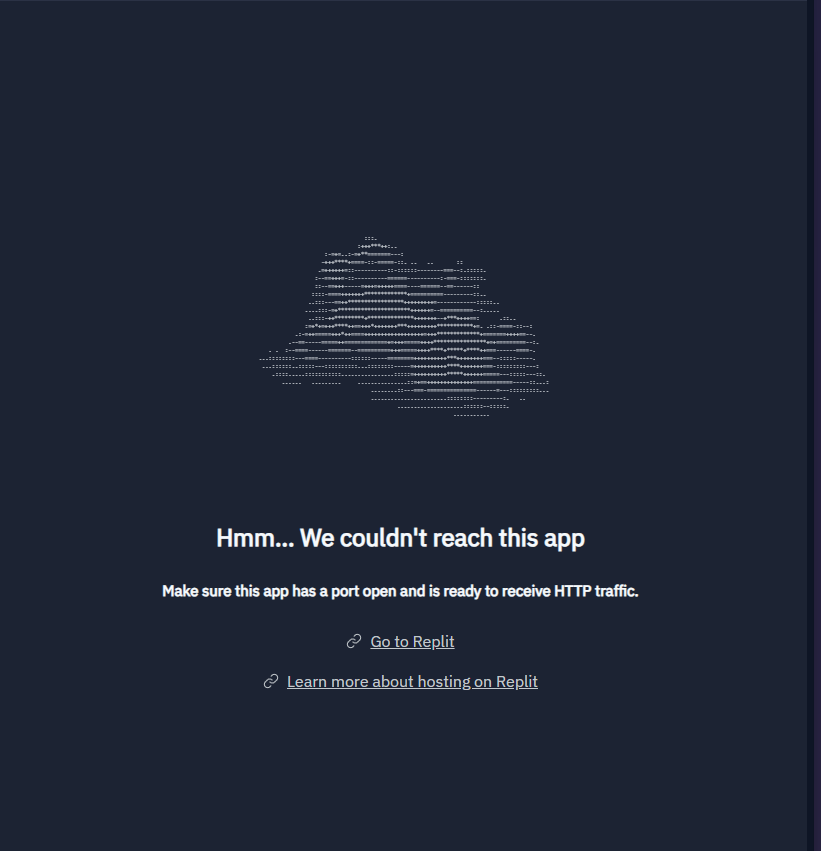 Hmm... We couldn't reach this app
Make sure this app has a port open and is ready to receive HTTP traffic.
Go to Replit
Learn more about hosting on Replit